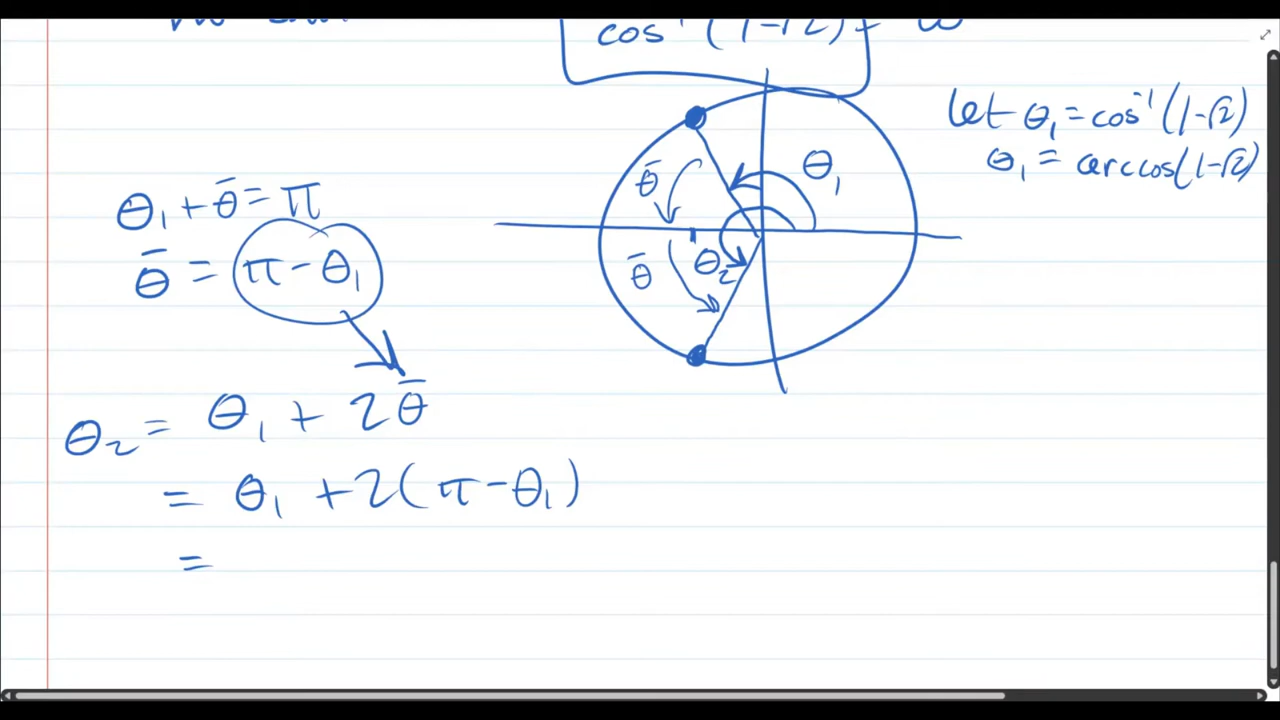 cos⁻¹(1-√2) =
let θ₁ = cos⁻¹(1-√2)
θ₁ = arccos(1-√2)
θ₁
θ̄
θ₂
θ̄
θ₁ + θ̄ = π
θ̄ = π - θ₁
θ₂ = θ₁ + 2θ̄
= θ₁ + 2(π - θ₁)
=